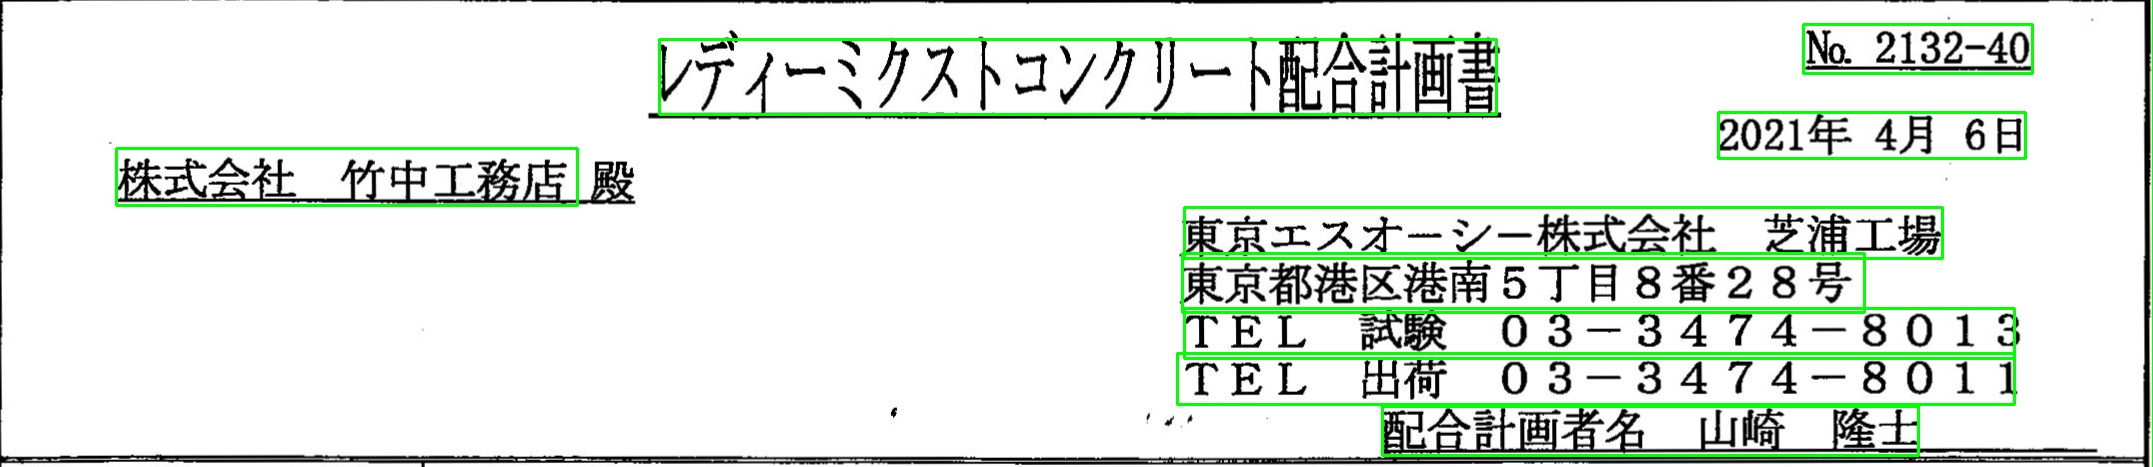 レディーミクストコンクリート配合計画書
No. 2132-40
2021年 4月 6日
株式会社　竹中工務店 殿
東京エスオーシー株式会社　芝浦工場
東京都港区港南５丁目８番２８号
ＴＥＬ　試験　０３－３４７４－８０１３
ＴＥＬ　出荷　０３－３４７４－８０１１
配合計画者名　山崎　隆士